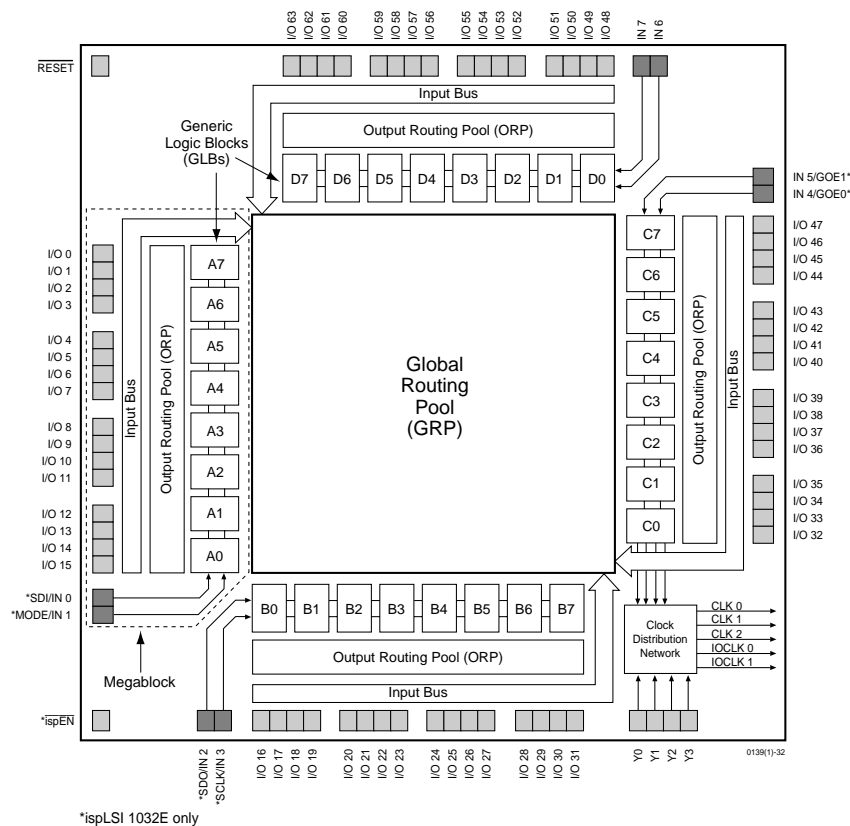 I/O 63
I/O 62
I/O 61
I/O 60
I/O 59
I/O 58
I/O 57
I/O 56
I/O 55
I/O 54
I/O 53
I/O 52
I/O 51
I/O 50
I/O 49
I/O 48
IN 7
IN 6
RESET
Input Bus
Output Routing Pool (ORP)
Generic
Logic Blocks
(GLBs)
D7
D6
D5
D4
D3
D2
D1
D0
IN 5/GOE1*
IN 4/GOE0*
I/O 0
I/O 1
I/O 2
I/O 3
I/O 4
I/O 5
I/O 6
I/O 7
I/O 8
I/O 9
I/O 10
I/O 11
I/O 12
I/O 13
I/O 14
I/O 15
Input Bus
Output Routing Pool (ORP)
A7
A6
A5
A4
A3
A2
A1
A0
Global
Routing
Pool
(GRP)
C7
C6
C5
C4
C3
C2
C1
C0
Output Routing Pool (ORP)
Input Bus
I/O 47
I/O 46
I/O 45
I/O 44
I/O 43
I/O 42
I/O 41
I/O 40
I/O 39
I/O 38
I/O 37
I/O 36
I/O 35
I/O 34
I/O 33
I/O 32
*SDI/IN 0
*MODE/IN 1
Megablock
B0
B1
B2
B3
B4
B5
B6
B7
Output Routing Pool (ORP)
Input Bus
Clock
Distribution
Network
CLK 0
CLK 1
CLK 2
IOCLK 0
IOCLK 1
*ispEN
*SDO/IN 2
*SCLK/IN 3
I/O 16
I/O 17
I/O 18
I/O 19
I/O 20
I/O 21
I/O 22
I/O 23
I/O 24
I/O 25
I/O 26
I/O 27
I/O 28
I/O 29
I/O 30
I/O 31
Y0
Y1
Y2
Y3
0139(1)-32
*ispLSI 1032E only